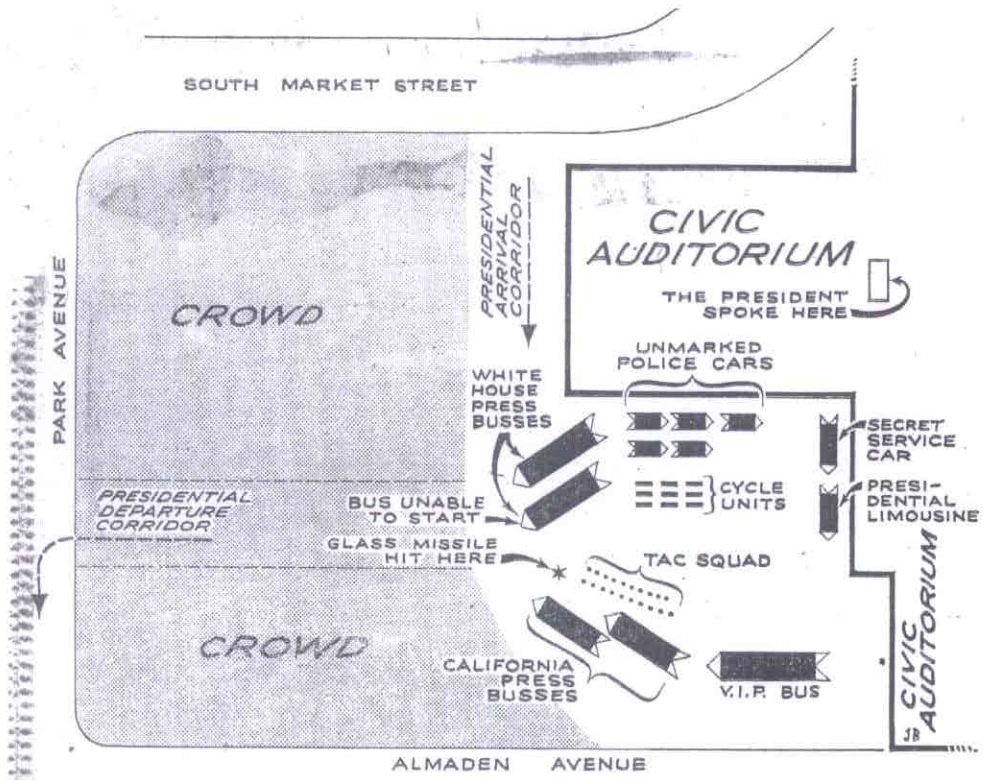 SOUTH MARKET STREET
PARK AVENUE
CROWD
PRESIDENTIAL
ARRIVAL
CORRIDOR
CIVIC
AUDITORIUM
THE PRESIDENT
SPOKE HERE
UNMARKED
POLICE CARS
WHITE
HOUSE
PRESS
BUSSES
SECRET
SERVICE
CAR
PRESIDENTIAL
DEPARTURE
CORRIDOR
BUS UNABLE
TO START
CYCLE
UNITS
PRESI-
DENTIAL
LIMOUSINE
GLASS MISSILE
HIT HERE
TAC SQUAD
CROWD
CALIFORNIA
PRESS
BUSSES
V.I.P. BUS
CIVIC
AUDITORIUM
JB
ALMADEN AVENUE